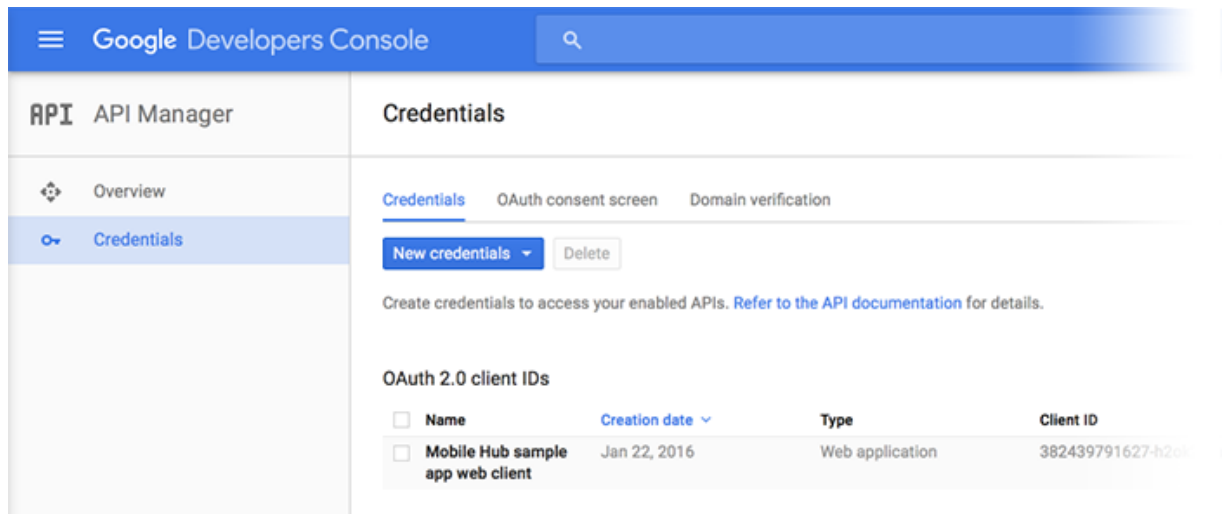 Google Developers Console
API API Manager
Credentials
Overview
Credentials
Credentials OAuth consent screen Domain verification
New credentials Delete
Create credentials to access your enabled APIs. Refer to the API documentation for details.
OAuth 2.0 client IDs
Name Creation date Type Client ID
Mobile Hub sample Jan 22, 2016 Web application 382439791627-h2o
app web client